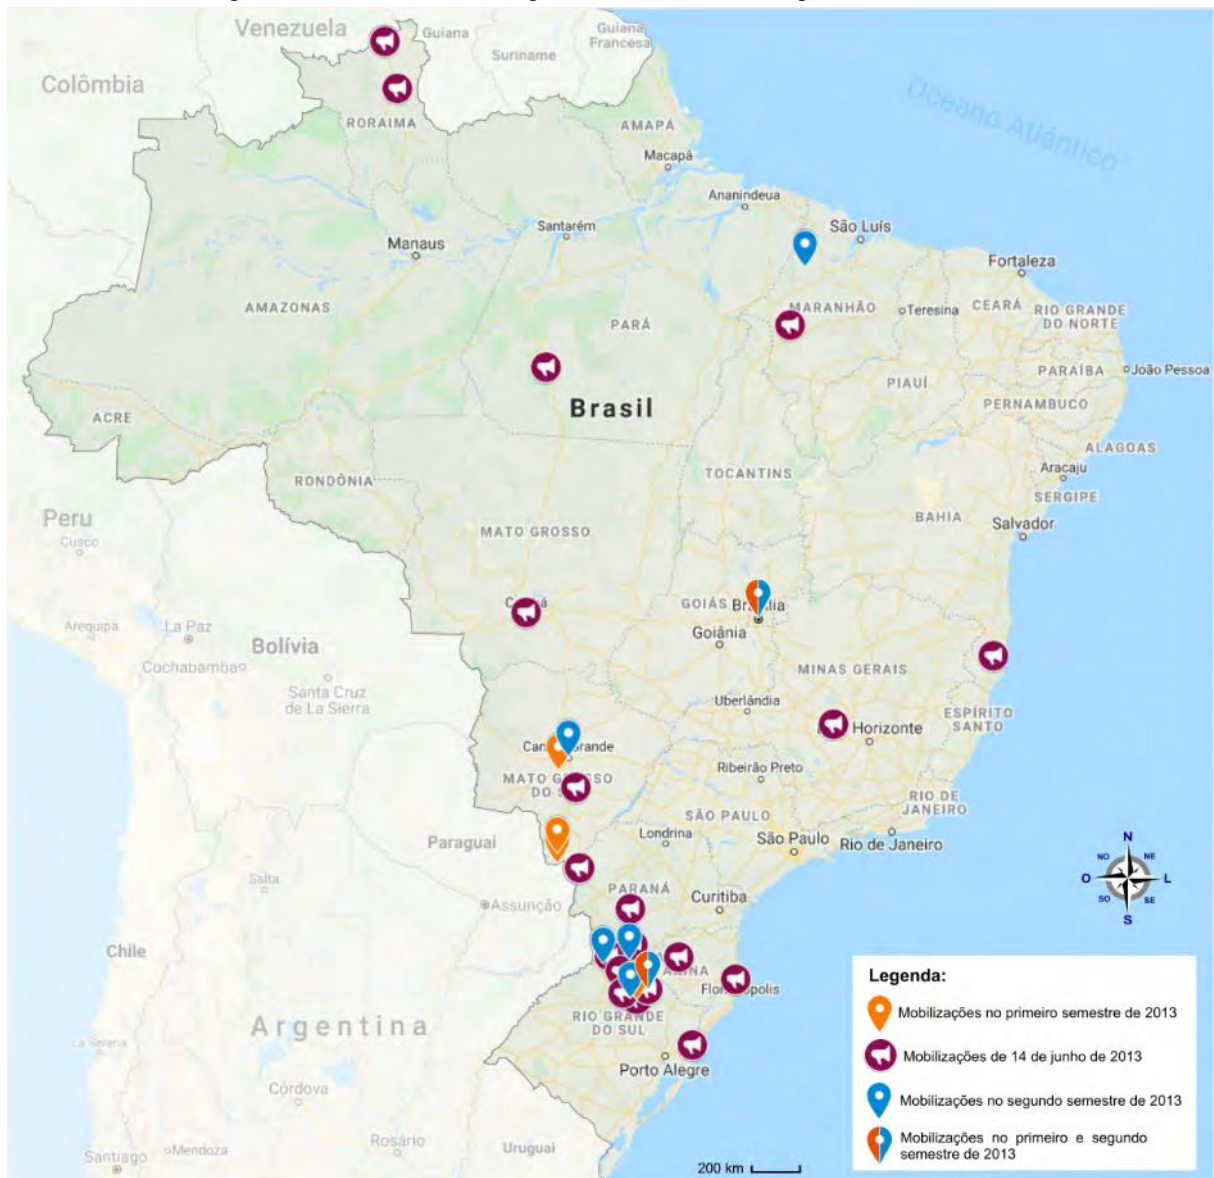 Venezuela
Guiana
Guiana
Francesa
Suriname
Colômbia
RORAIMA
AMAPÁ
Macapá
Oceano Atlántico
Ananindeua
São Luís
Santarém
Manaus
Fortaleza
AMAZONAS
PARÁ
MARANHÃO
Teresina
CEARÁ
RIO GRANDE
DO NORTE
PARAÍBA
João Pessoa
PIAUÍ
PERNAMBUCO
Brasil
ACRE
ALAGOAS
Aracaju
SERGIPE
TOCANTINS
RONDÔNIA
Peru
Cusco
MATO GROSSO
BAHIA
Salvador
GOIÁS
Goiânia
Arequipa
La Paz
Bolívia
Cochabamba
Santa Cruz
de La Sierra
MINAS GERAIS
Uberlândia
ESPÍRITO
SANTO
Horizonte
MATO
DO
Ribeirão Preto
RIO DE
JANEIRO
SÃO PAULO
Paraguai
Londrina
São Paulo
Rio de Janeiro
N
NO
NE
O
L
SO
SE
S
Salta
Assunção
PARANÁ
Curitiba
Chile
Argentina
RIO GRANDE
DO SUL
Porto Alegre
La Serena
Córdova
Santiago
Mendoza
Rosário
Uruguai
200 km
Legenda:
Mobilizações no primeiro semestre de 2013
Mobilizações de 14 de junho de 2013
Mobilizações no segundo semestre de 2013
Mobilizações no primeiro e segundo
semestre de 2013